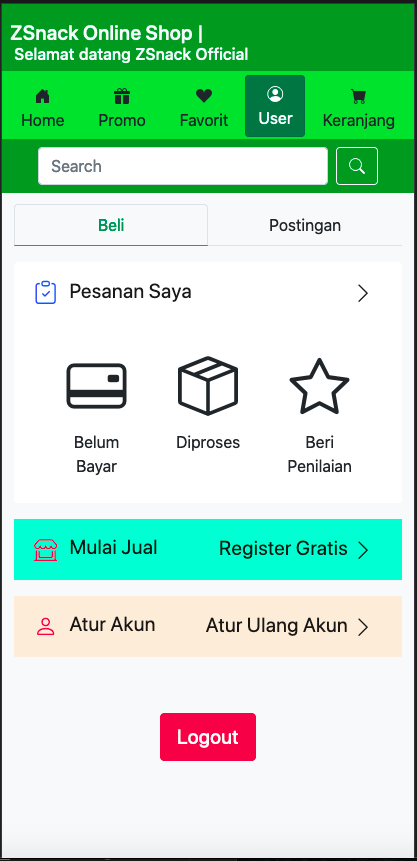 ZSnack Online Shop |
Selamat datang ZSnack Official
Home Promo Favorit User Keranjang
Search
Beli Postingan
Pesanan Saya
Belum Bayar
Diproses
Beri Penilaian
Mulai Jual Register Gratis
Atur Akun Atur Ulang Akun
Logout